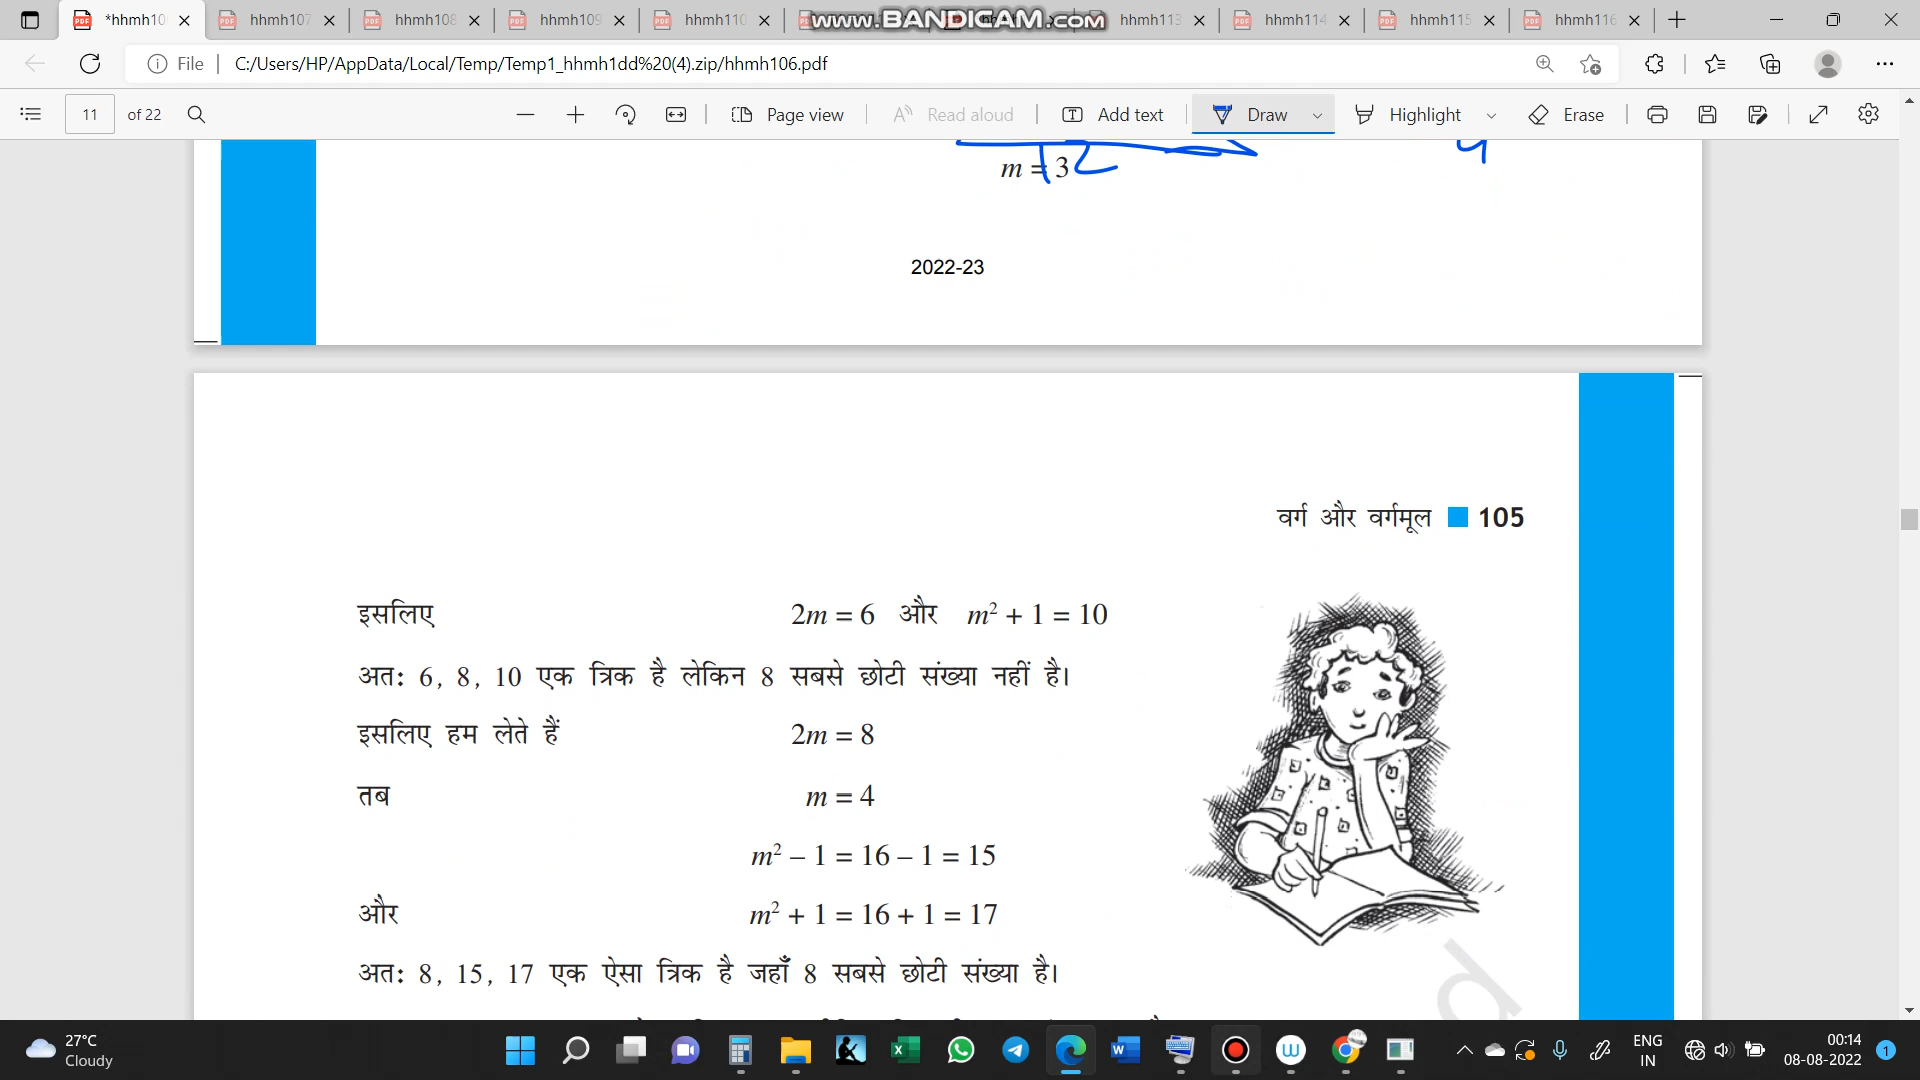 *hhmh10
hhmh107
hhmh108
hhmh109
hhmh110
www.BANDICAM.com
hhmh113
hhmh114
hhmh115
hhmh116
File
C:/Users/HP/AppData/Local/Temp/Temp1_hhmh1dd%20(4).zip/hhmh106.pdf
11 of 22
Page view
Read aloud
Add text
Draw
Highlight
Erase
m = 3
12
2022-23
वर्ग और वर्गमूल 105
इसलिए 2m = 6 और m² + 1 = 10
अत: 6, 8, 10 एक त्रिक है लेकिन 8 सबसे छोटी संख्या नहीं है।
इसलिए हम लेते हैं 2m = 8
तब m = 4
m² – 1 = 16 – 1 = 15
और m² + 1 = 16 + 1 = 17
अत: 8, 15, 17 एक ऐसा त्रिक है जहाँ 8 सबसे छोटी संख्या है।
d
27°C
Cloudy
ENG
IN
00:14
08-08-2022
1